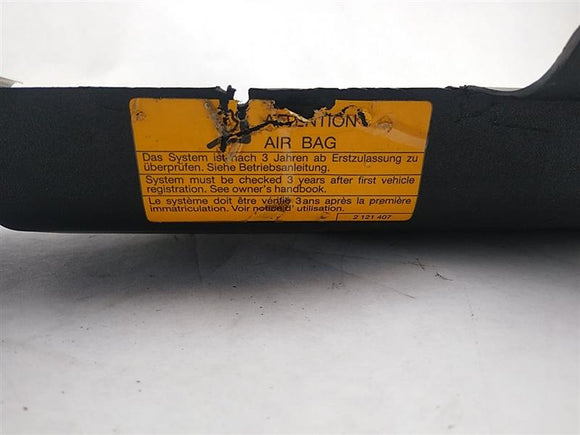 ATTENTION
AIR BAG
Das System ist nach 3 Jahren ab Erstzulassung zu
überprüfen. Siehe Betriebsanleitung.
System must be checked 3 years after first vehicle
registration. See owner's handbook.
Le système doit être vérifié 3 ans après la première
immatriculation. Voir notice d' utilisation.
2 121 407